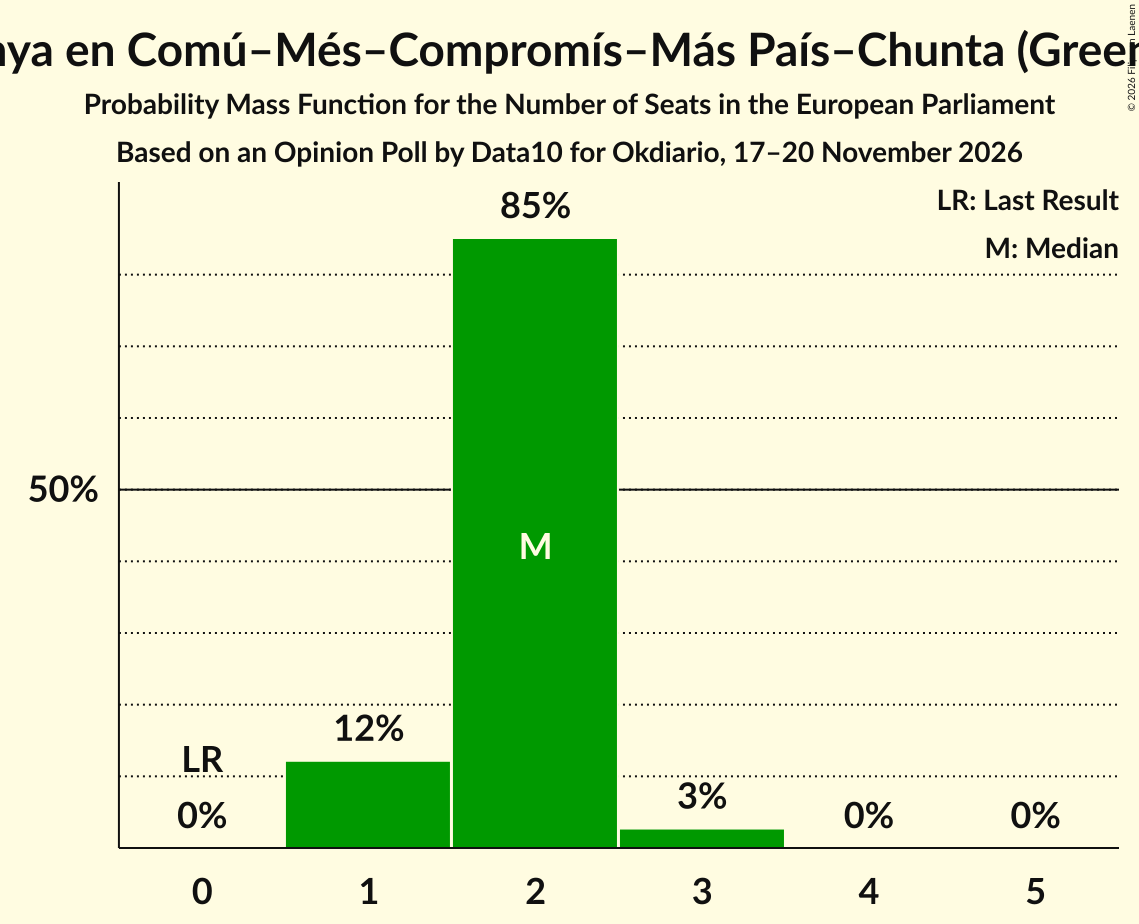 en Comú–Més–Compromís–Más País–Chunta
Probability Mass Function for the Number of Seats in the European Parliament
Based on an Opinion Poll by Data10 for Okdiario, 17–20 November 2026
© 2026 Laenen
LR: Last Result
M: Median
85%
50%
M
12%
LR
3%
0%
0%
0%
0
1
2
3
4
5